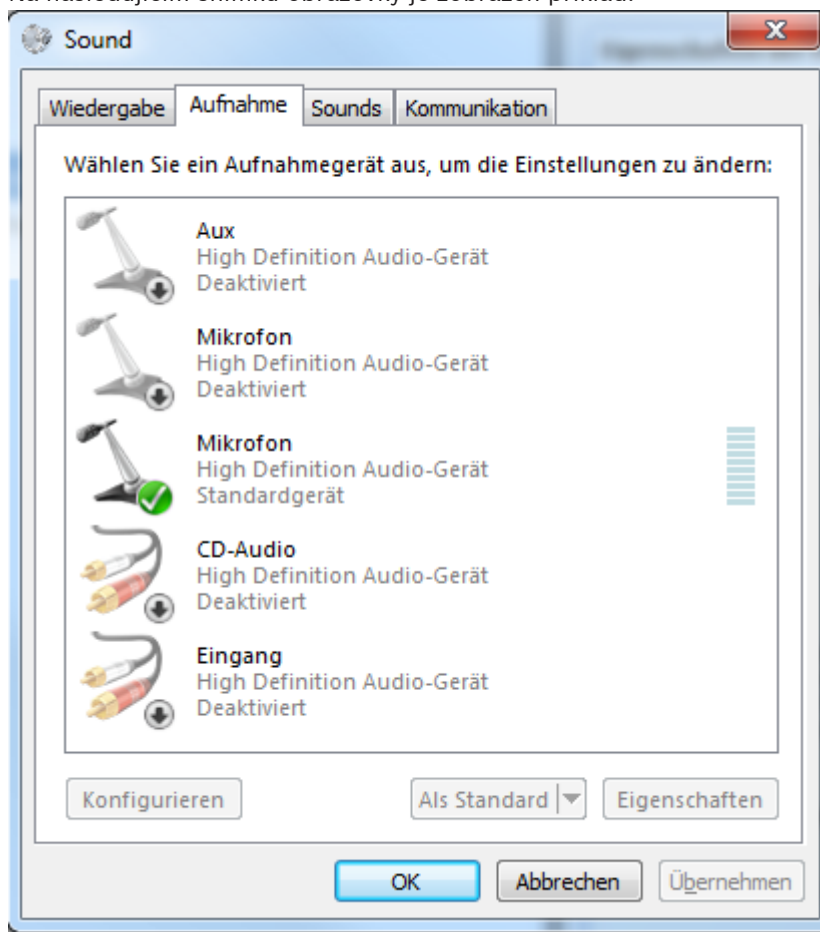 Na následujícím snímku obrazovky je zobrazen příklad:
Sound
Wiedergabe Aufnahme Sounds Kommunikation
Wählen Sie ein Aufnahmegerät aus, um die Einstellungen zu ändern:
Aux
High Definition Audio-Gerät
Deaktiviert
Mikrofon
High Definition Audio-Gerät
Deaktiviert
Mikrofon
High Definition Audio-Gerät
Standardgerät
CD-Audio
High Definition Audio-Gerät
Deaktiviert
Eingang
High Definition Audio-Gerät
Deaktiviert
Konfigurieren Als Standard Eigenschaften
OK Abbrechen Übernehmen